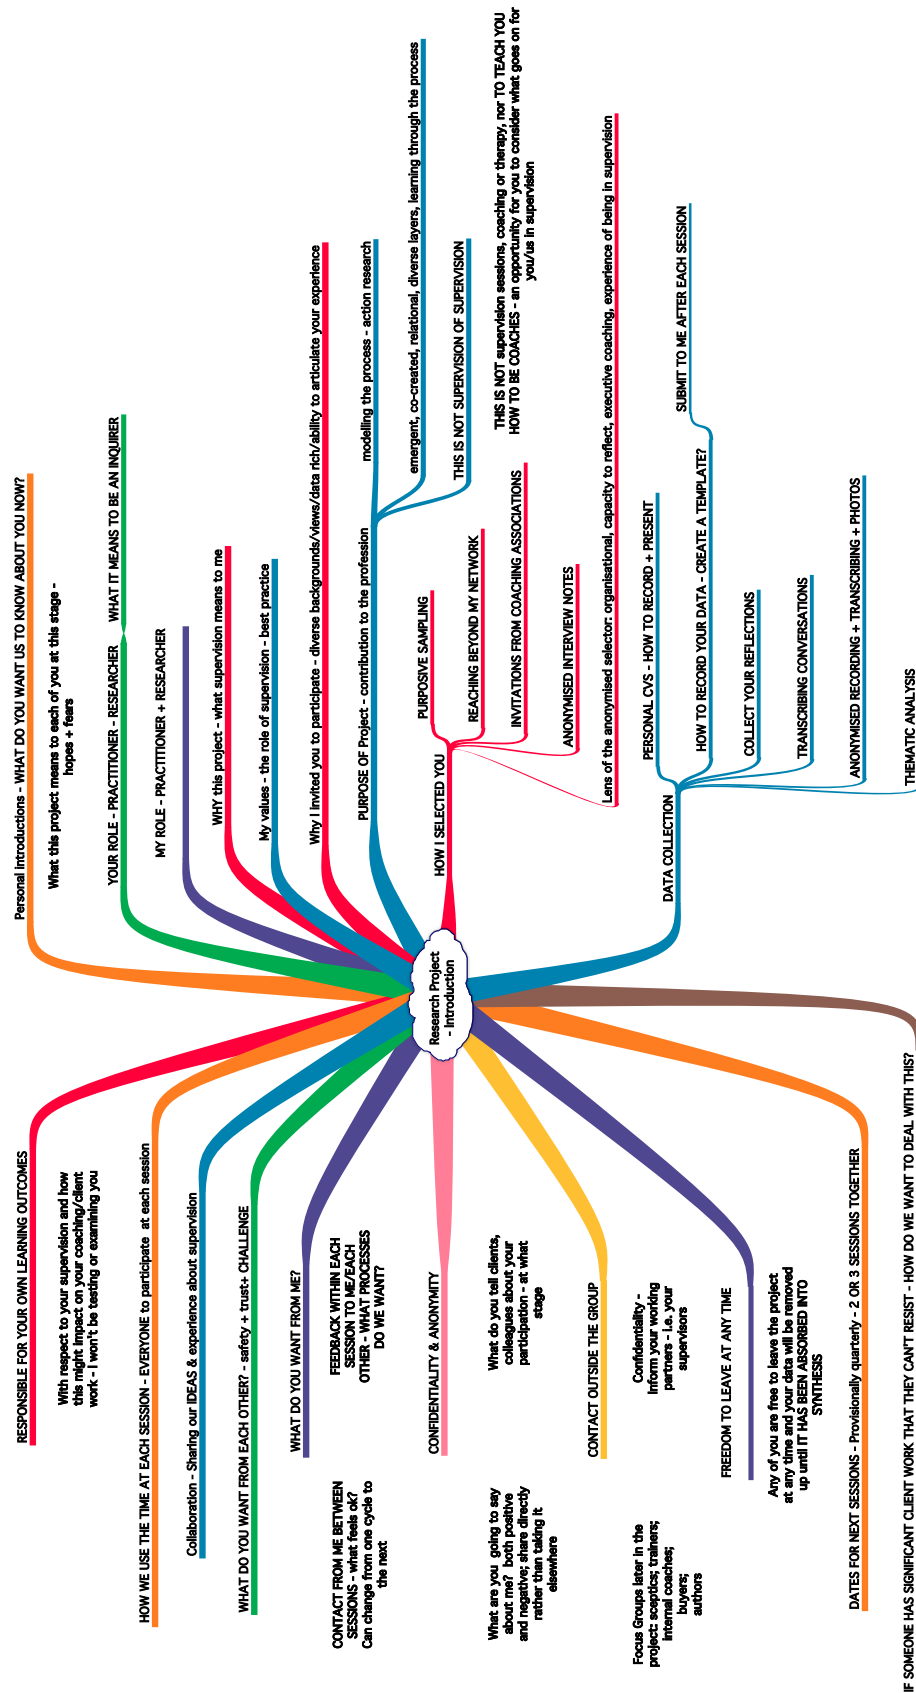 Research Project
- Introduction
Personal Introductions - WHAT DO YOU WANT US TO KNOW ABOUT YOU NOW?
What this project means to each of you at this stage -
hopes + fears
YOUR ROLE - PRACTITIONER - RESEARCHER
WHAT IT MEANS TO BE AN INQUIRER
MY ROLE - PRACTITIONER + RESEARCHER
WHY this project - what supervision means to me
My values - the role of supervision - best practice
Why I invited you to participate - diverse backgrounds/views/data rich/ability to articulate your experience
PURPOSE OF Project - contribution to the profession
modelling the process - action research
emergent, co-created, relational, diverse layers, learning through the process
THIS IS NOT SUPERVISION OF SUPERVISION
THIS IS NOT supervision sessions, coaching or therapy, nor TO TEACH YOU
HOW TO BE COACHES - an opportunity for you to consider what goes on for
you/us in supervision
HOW I SELECTED YOU
PURPOSIVE SAMPLING
REACHING BEYOND MY NETWORK
INVITATIONS FROM COACHING ASSOCIATIONS
ANONYMISED INTERVIEW NOTES
Lens of the anonymised selector: organisational, capacity to reflect, executive coaching, experience of being in supervision
DATA COLLECTION
PERSONAL CVS - HOW TO RECORD + PRESENT
HOW TO RECORD YOUR DATA - CREATE A TEMPLATE?
SUBMIT TO ME AFTER EACH SESSION
COLLECT YOUR REFLECTIONS
TRANSCRIBING CONVERSATIONS
ANONYMISED RECORDING + TRANSCRIBING + PHOTOS
THEMATIC ANALYSIS
RESPONSIBLE FOR YOUR OWN LEARNING OUTCOMES
With respect to your supervision and how
this might impact on your coaching/client
work - I won't be testing or examining you
HOW WE USE THE TIME AT EACH SESSION - EVERYONE to participate at each session
Collaboration - Sharing our IDEAS & experience about supervision
WHAT DO YOU WANT FROM EACH OTHER? - safety + trust+ CHALLENGE
WHAT DO YOU WANT FROM ME?
FEEDBACK WITHIN EACH
SESSION TO ME/EACH
OTHER - WHAT PROCESSES
DO WE WANT?
CONTACT FROM ME BETWEEN
SESSIONS - what feels ok?
Can change from one cycle to
the next
CONFIDENTIALITY & ANONYMITY
What do you tell clients,
colleagues about your
participation - at what
stage
What are you going to say
about me? both positive
and negative; share directly
rather than taking it
elsewhere
CONTACT OUTSIDE THE GROUP
Confidentiality -
Inform your working
partners - i.e. your
supervisors
Focus Groups later in the
project: sceptics; trainers;
internal coaches;
buyers;
authors
FREEDOM TO LEAVE AT ANY TIME
Any of you are free to leave the project
at any time and your data will be removed
up until IT HAS BEEN ABSORBED INTO
SYNTHESIS
DATES FOR NEXT SESSIONS - Provisionally quarterly - 2 OR 3 SESSIONS TOGETHER
IF SOMEONE HAS SIGNIFICANT CLIENT WORK THAT THEY CAN'T RESIST - HOW DO WE WANT TO DEAL WITH THIS?